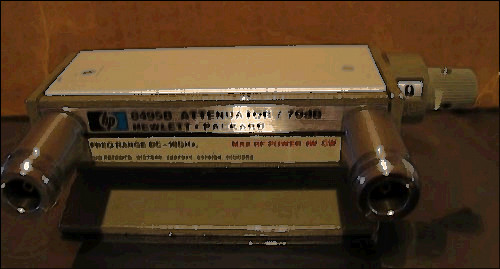 0
hp 8495B ATTENUATOR / 70dB
HEWLETT • PACKARD
FREQ RANGE DC - 18GHz, MAX RF POWER 1W CW